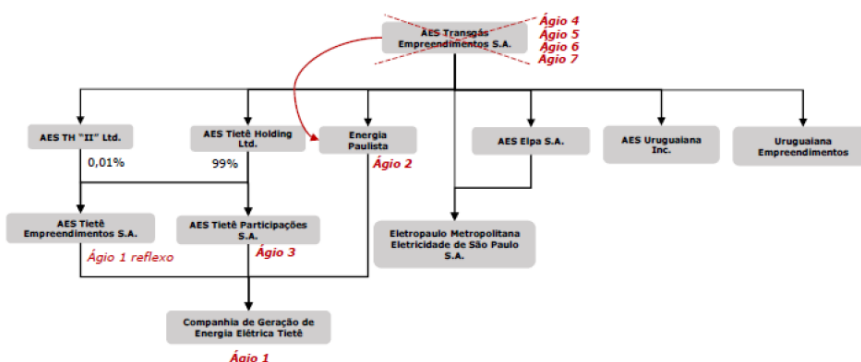 AES Transgás
Empreendimentos S.A.
Ágio 4
Ágio 5
Ágio 6
Ágio 7
AES TH "II" Ltd.
AES Tietê Holding
Ltd.
Energia
Paulista
AES Elpa S.A.
AES Uruguaiana
Inc.
Uruguaiana
Empreendimentos
0,01%
99%
Ágio 2
AES Tietê
Empreendimentos S.A.
AES Tietê Participações
S.A.
Eletropaulo Metropolitana
Eletricidade de São Paulo
S.A.
Ágio 1 reflexo
Ágio 3
Companhia de Geração de
Energia Elétrica Tietê
Ágio 1